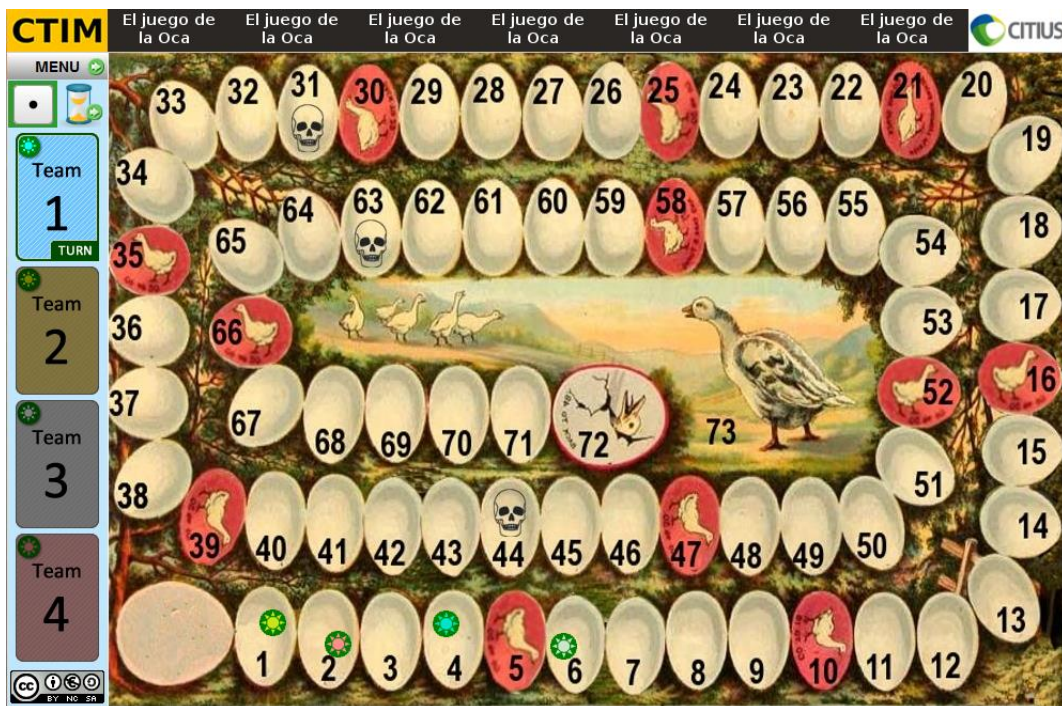 CTIM
El juego de
la Oca
El juego de
la Oca
El juego de
la Oca
El juego de
la Oca
El juego de
la Oca
El juego de
la Oca
El juego de
la Oca
CITIUS
MENU
Team
1
TURN
Team
2
Team
3
Team
4
cc
BY NC SA
33 32 31 30 29 28 27 26 25 24 23 22 21 20
19
34
64 63 62 61 60 59 58 57 56 55
18
65
54
35
17
66
53
36
16
52
37
67 68 69 70 71 72 73
15
51
38
14
39 40 41 42 43 44 45 46 47 48 49 50
13
1 2 3 4 5 6 7 8 9 10 11 12